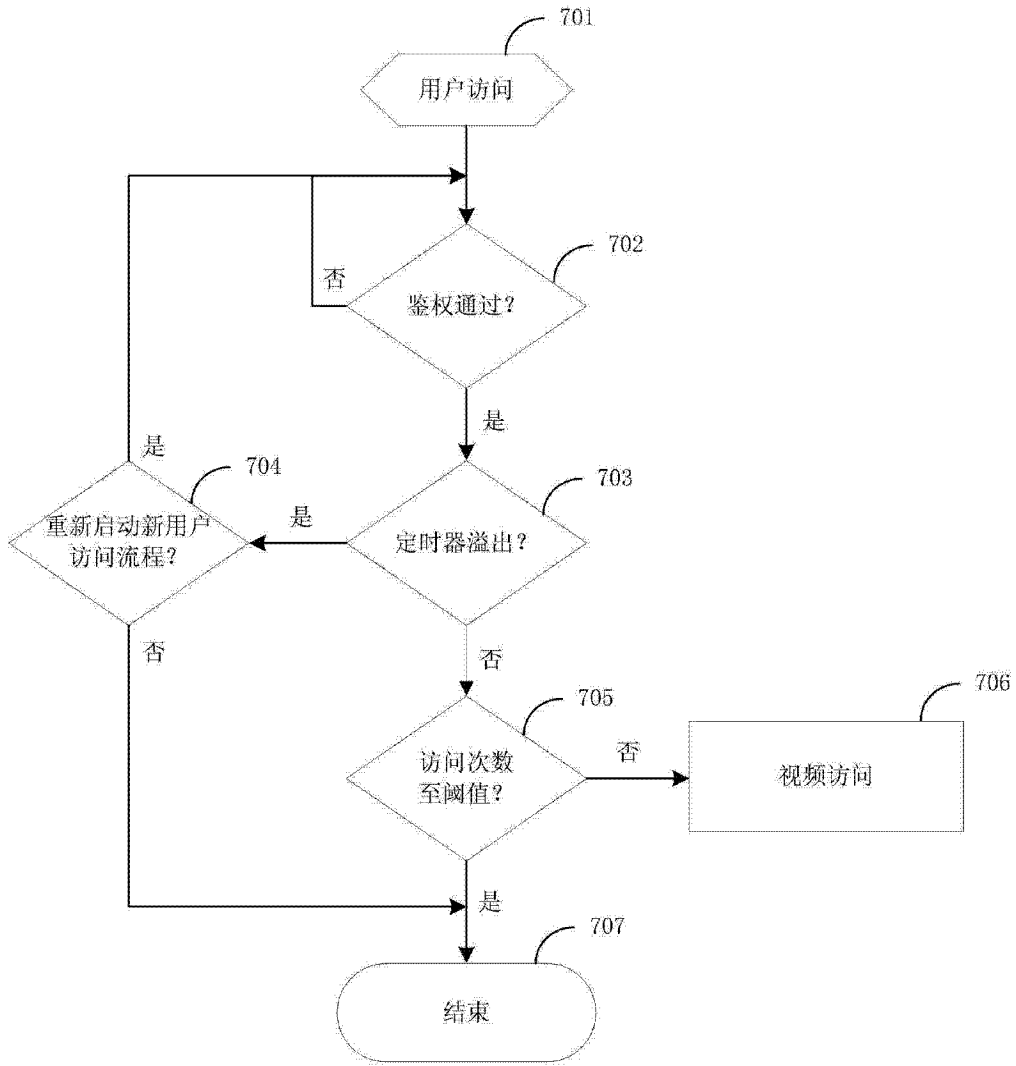 701
用户访问
702
否
鉴权通过?
是
是
704
703
重新启动新用户
访问流程?
是
定时器溢出?
否
否
705
706
访问次数
至阈值?
否
视频访问
是
707
结束